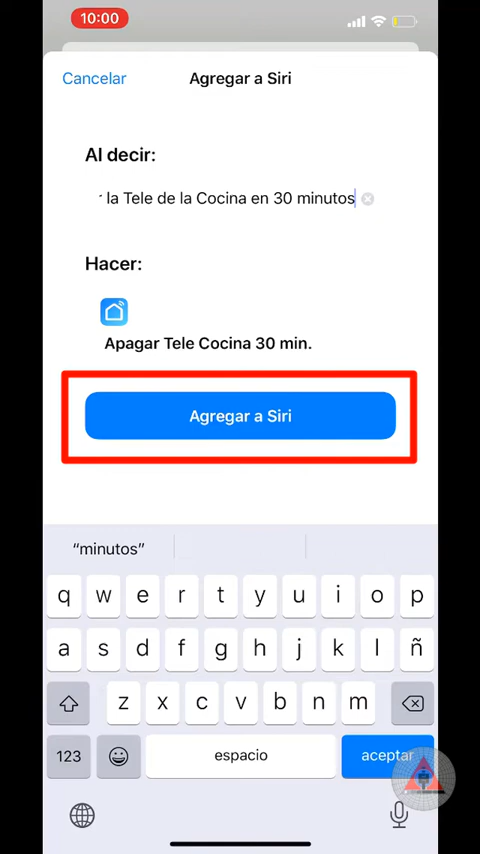 10:00
Cancelar
Agregar a Siri
Al decir:
r la Tele de la Cocina en 30 minutos
Hacer:
Apagar Tele Cocina 30 min.
Agregar a Siri
“minutos”
q w e r t y u i o p
a s d f g h j k l ñ
z x c v b n m
123
espacio
aceptar